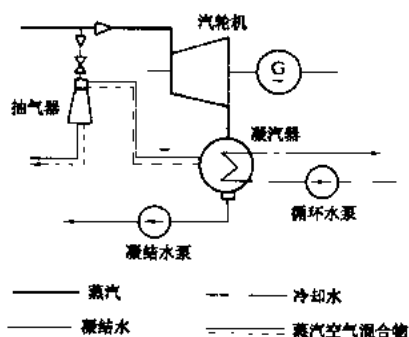 汽轮机
G
抽气器
凝汽器
循环水泵
凝结水泵
蒸汽
冷却水
凝结水
蒸汽空气混合物